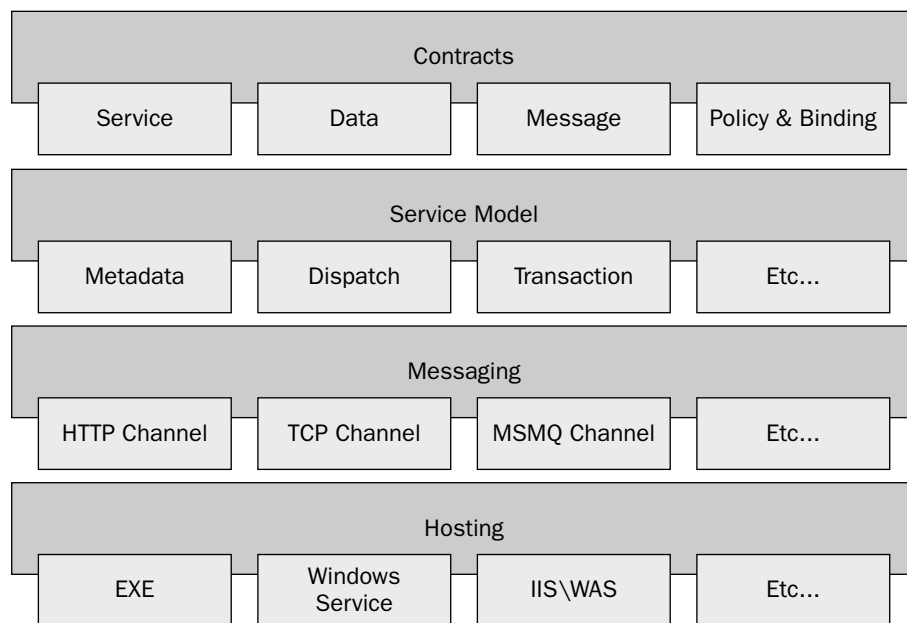 Contracts
Service
Data
Message
Policy & Binding
Service Model
Metadata
Dispatch
Transaction
Etc...
Messaging
HTTP Channel
TCP Channel
MSMQ Channel
Etc...
Hosting
EXE
Windows
Service
IIS\WAS
Etc...